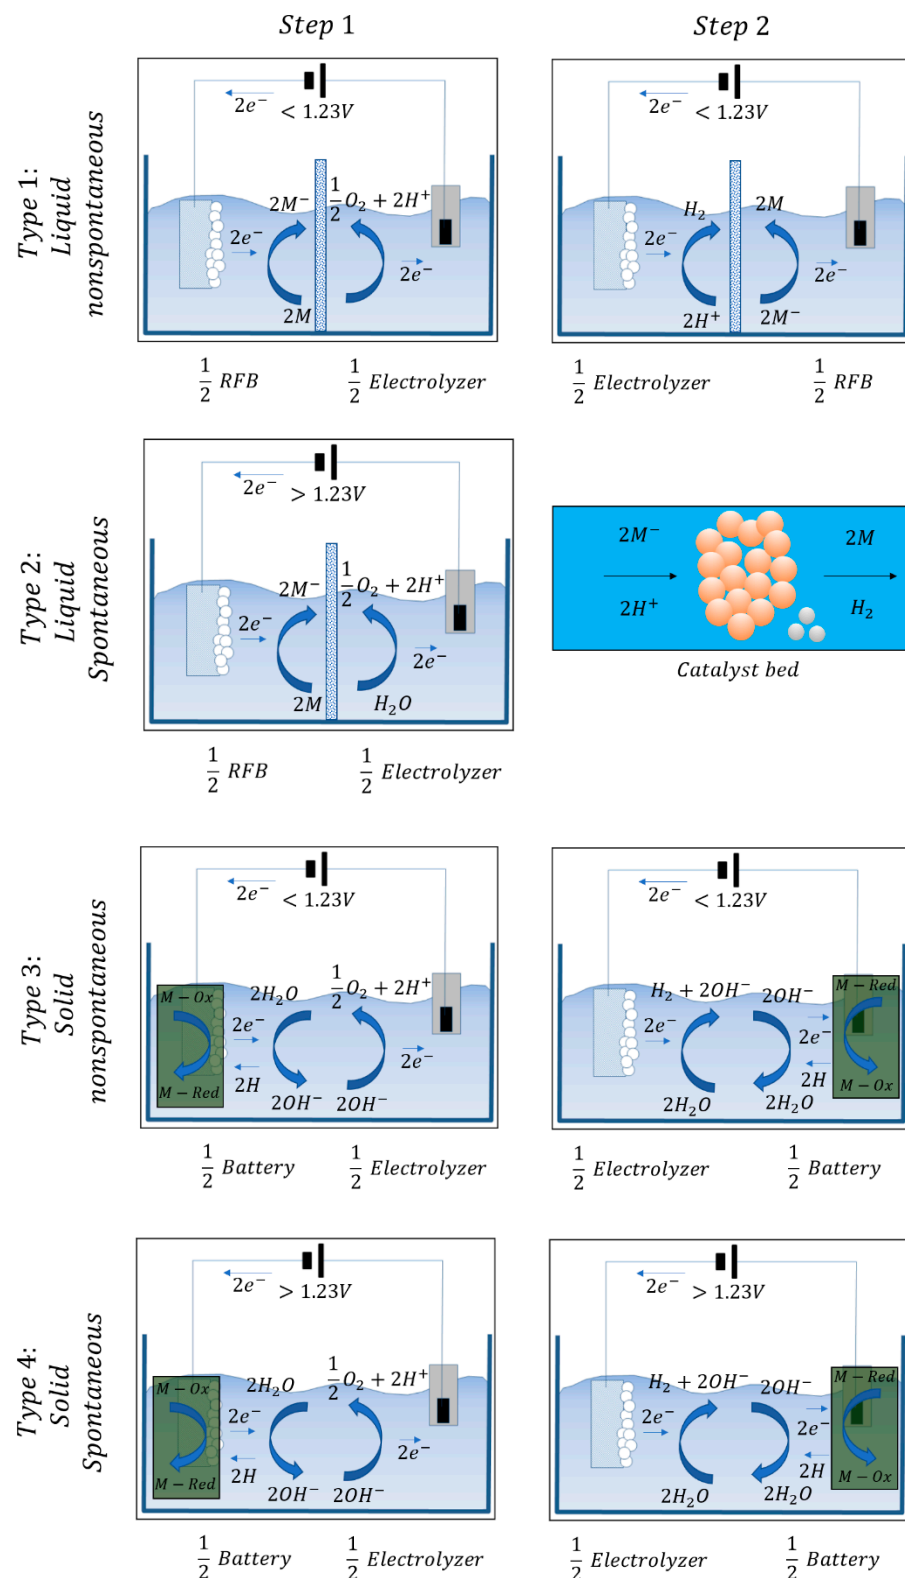 Step 1
Step 2
Type 1:
Liquid
nonspontaneous
2e⁻
< 1.23V
2M⁻
1/2 O₂ + 2H⁺
2e⁻
2e⁻
2M
1/2 RFB
1/2 Electrolyzer
2e⁻
< 1.23V
H₂
2M
2e⁻
2e⁻
2H⁺
2M⁻
1/2 Electrolyzer
1/2 RFB
Type 2:
Liquid
Spontaneous
2e⁻
> 1.23V
2M⁻
1/2 O₂ + 2H⁺
2e⁻
2e⁻
2M
H₂O
1/2 RFB
1/2 Electrolyzer
2M⁻
2M
2H⁺
H₂
Catalyst bed
Type 3:
Solid
nonspontaneous
2e⁻
< 1.23V
M − Ox
2H₂O
1/2 O₂ + 2H⁺
2e⁻
2e⁻
2H
M − Red
2OH⁻
2OH⁻
1/2 Battery
1/2 Electrolyzer
2e⁻
< 1.23V
H₂ + 2OH⁻
2OH⁻
M − Red
2e⁻
2e⁻
2H
2H₂O
2H₂O
M − Ox
1/2 Electrolyzer
1/2 Battery
Type 4:
Solid
Spontaneous
2e⁻
> 1.23V
M − Ox
2H₂O
1/2 O₂ + 2H⁺
2e⁻
2e⁻
2H
M − Red
2OH⁻
2OH⁻
1/2 Battery
1/2 Electrolyzer
2e⁻
> 1.23V
H₂ + 2OH⁻
2OH⁻
M − Red
2e⁻
2e⁻
2H
2H₂O
2H₂O
M − Ox
1/2 Electrolyzer
1/2 Battery